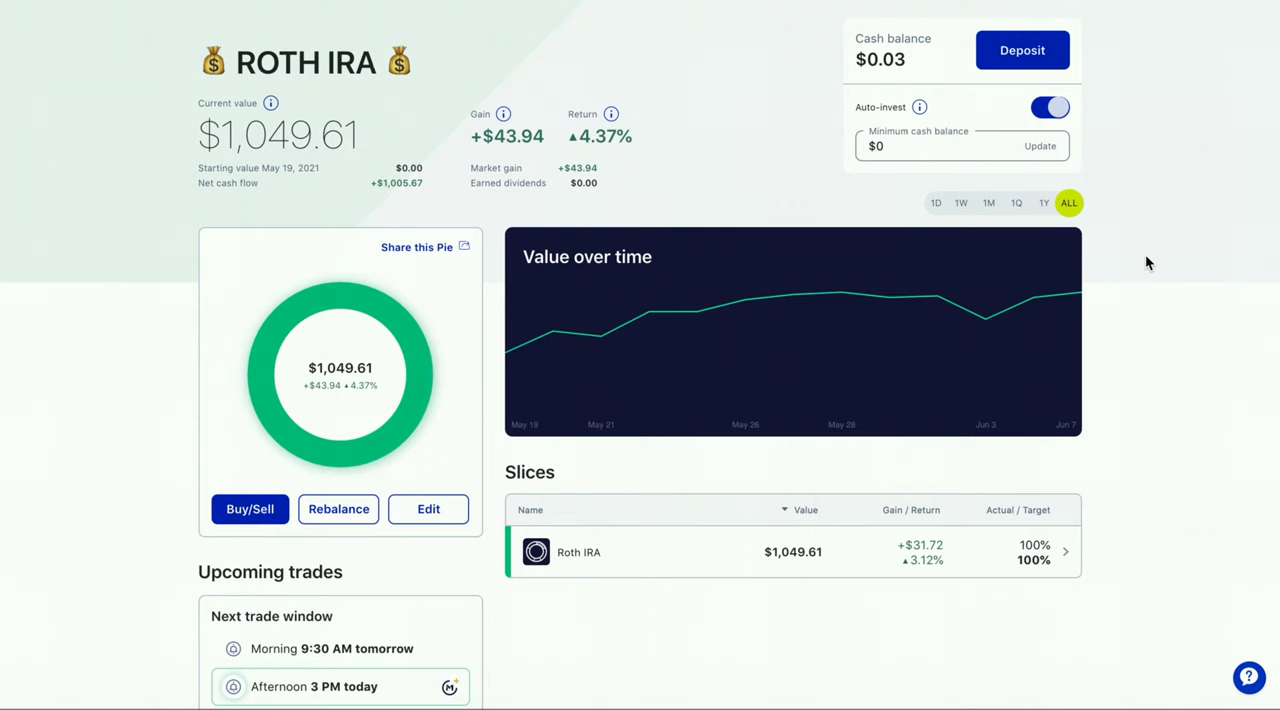 ROTH IRA
Cash balance
$0.03
Deposit
Current value
$1,049.61
Gain
+$43.94
Return
▲4.37%
Starting value May 19, 2021 $0.00
Net cash flow +$1,005.67
Market gain +$43.94
Earned dividends $0.00
Auto-invest
Minimum cash balance
$0 Update
1D 1W 1M 1Q 1Y ALL
Share this Pie
$1,049.61
+$43.94 ▲ 4.37%
Buy/Sell Rebalance Edit
Value over time
May 19 May 21 May 26 May 28 Jun 3 Jun 7
Slices
Name Value Gain / Return Actual / Target
Roth IRA $1,049.61 +$31.72 100%
▲3.12% 100%
Upcoming trades
Next trade window
Morning 9:30 AM tomorrow
Afternoon 3 PM today